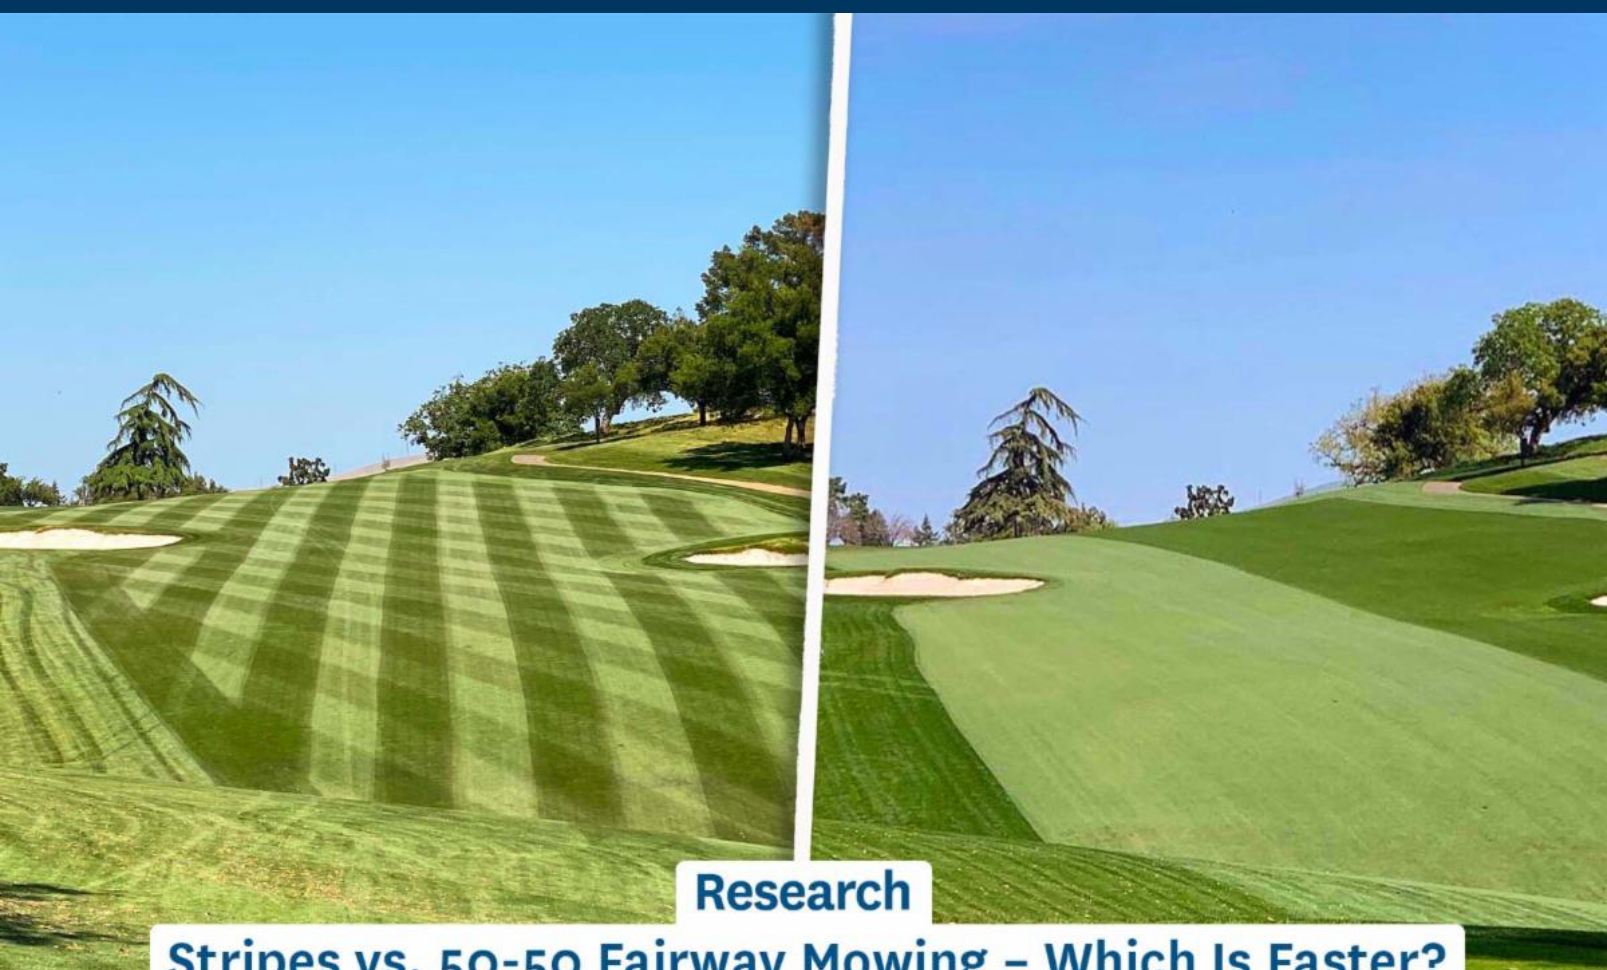 Research
Stripes vs. 50-50 Fairway Mowing – Which Is Faster?